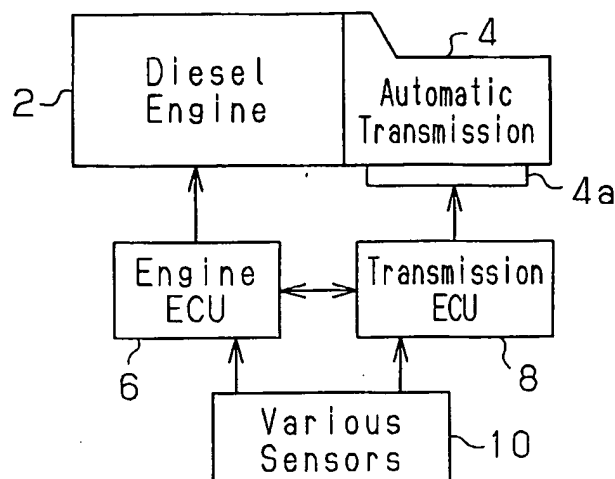 4
2
Diesel
Engine
Automatic
Transmission
4a
Engine
ECU
Transmission
ECU
6
8
Various
Sensors
10